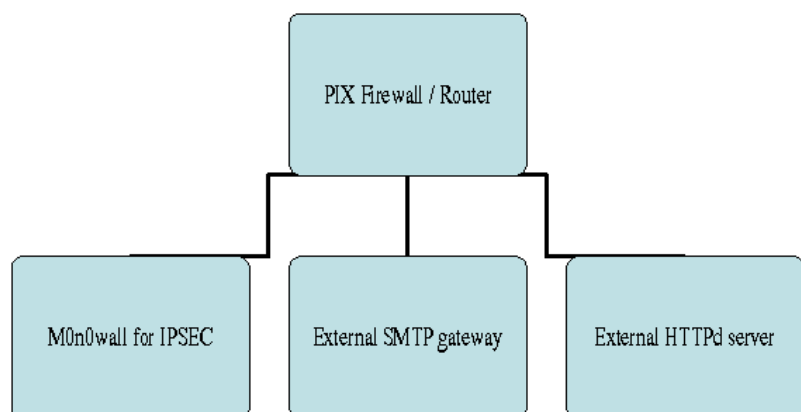 PIX Firewall / Router
M0n0wall for IPSEC
External SMTP gateway
External HTTPd server